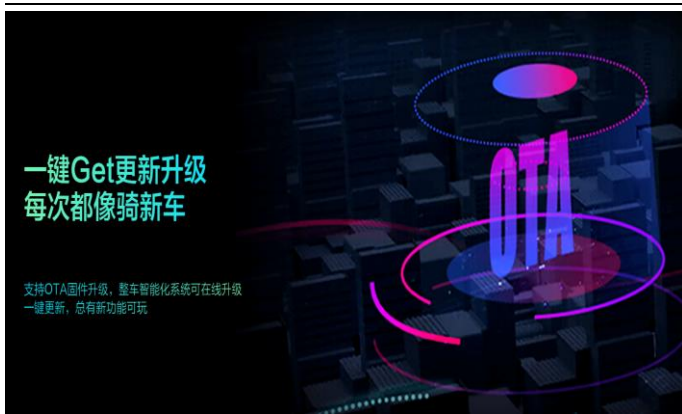 一键Get更新升级
每次都像骑新车
支持OTA固件升级，整车智能化系统可在线升级
一键更新，总有新功能可玩
OTA